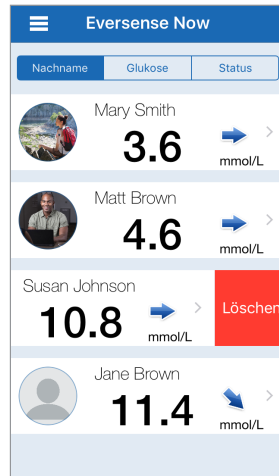 Eversense Now
Nachname Glukose Status
Mary Smith
3.6
mmol/L
Matt Brown
4.6
mmol/L
Susan Johnson
10.8
mmol/L
Löschen
Jane Brown
11.4
mmol/L